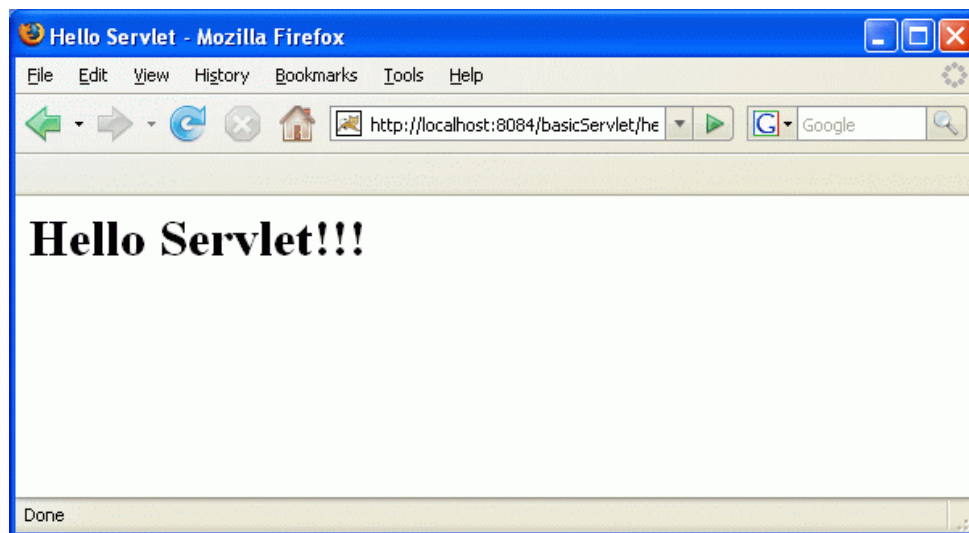 Hello Servlet - Mozilla Firefox
File Edit View History Bookmarks Tools Help
http://localhost:8084/basicServlet/he G Google
Hello Servlet!!!
Done